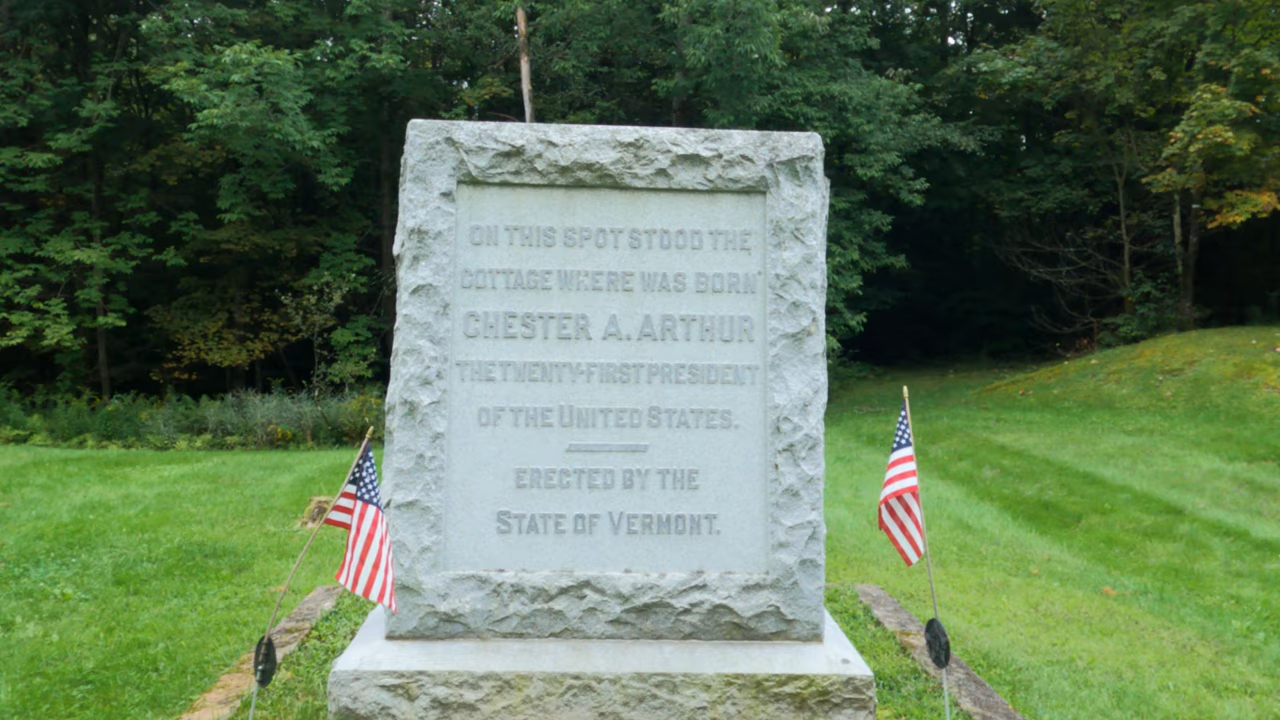 ON THIS SPOT STOOD THE
COTTAGE WHERE WAS BORN
CHESTER A. ARTHUR
THE TWENTY-FIRST PRESIDENT
OF THE UNITED STATES.
ERECTED BY THE
STATE OF VERMONT.